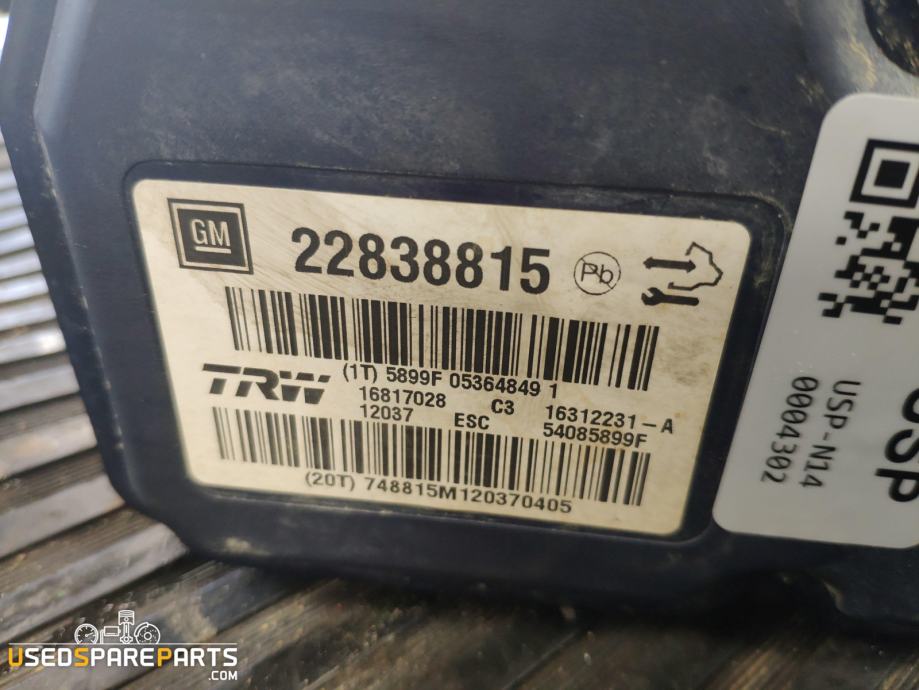 GM
22838815
Pb
(1T) 5899F 05364849 1
TRW
16817028 C3 16312231-A
12037 ESC 54085899F
(20T) 748815M120370405
USP
USP-N14
0004302
USEDSPAREPARTS
.COM